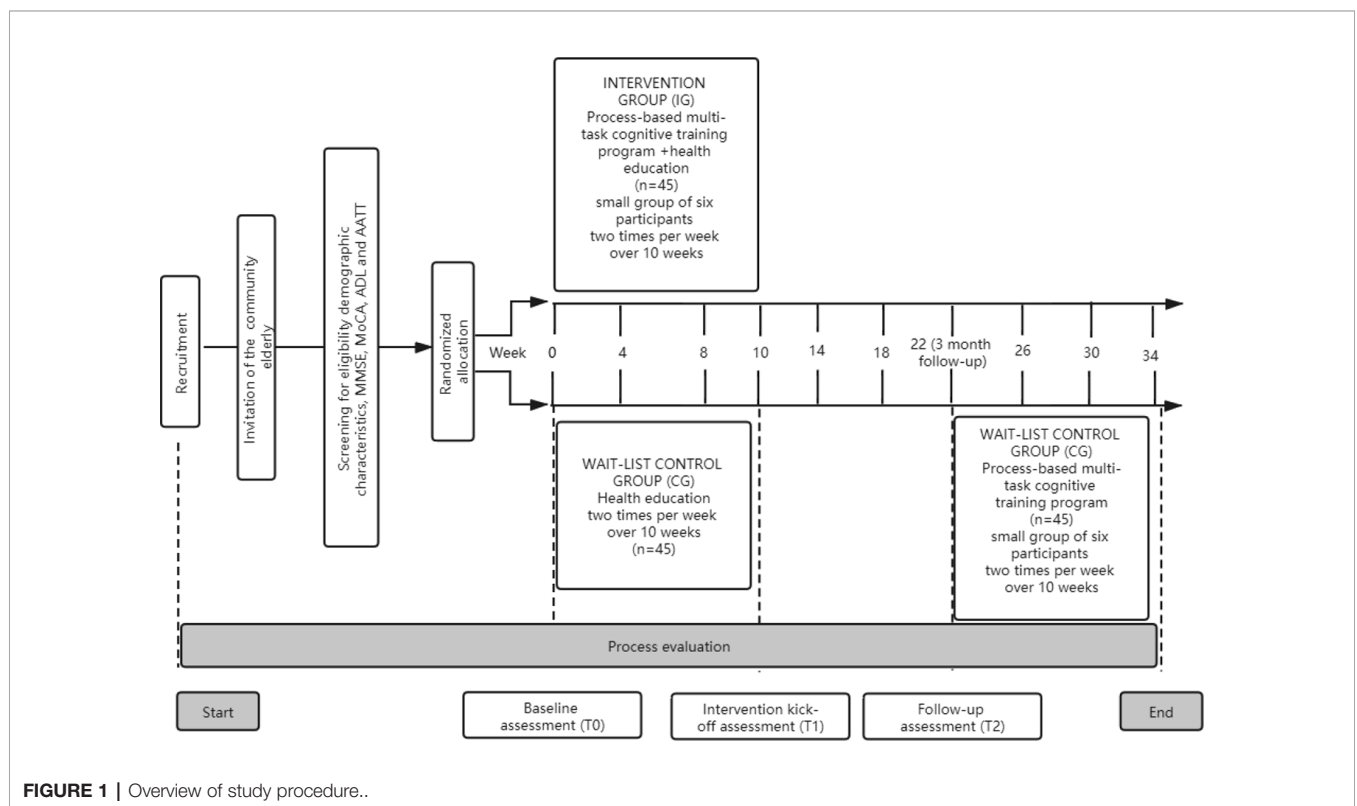 Recruitment
Invitation of the community
elderly
Screening for eligibility demographic
characteristics, MMSE, MoCA, ADL and AATT
Randomized
allocation
INTERVENTION
GROUP (IG)
Process-based multi-
task cognitive training
program +health
education
(n=45)
small group of six
participants
two times per week
over 10 weeks
Week
0
4
8
10
14
18
22 (3 month
follow-up)
26
30
34
WAIT-LIST CONTROL
GROUP (CG)
Health education
two times per week
over 10 weeks
(n=45)
WAIT-LIST CONTROL
GROUP (CG)
Process-based multi-
task cognitive
training program
(n=45)
small group of six
participants
two times per week
over 10 weeks
Process evaluation
Start
Baseline
assessment (T0)
Intervention kick-
off assessment (T1)
Follow-up
assessment (T2)
End
FIGURE 1 | Overview of study procedure..